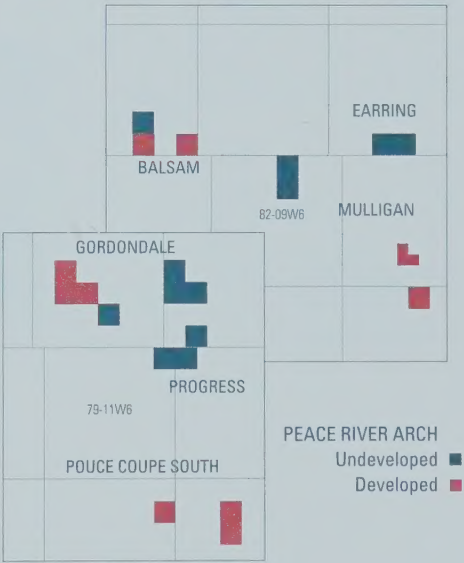 EARRING
BALSAM
82-09W6
MULLIGAN
GORDONDALE
PROGRESS
79-11W6
PEACE RIVER ARCH
Undeveloped
POUCE COUPE SOUTH
Developed